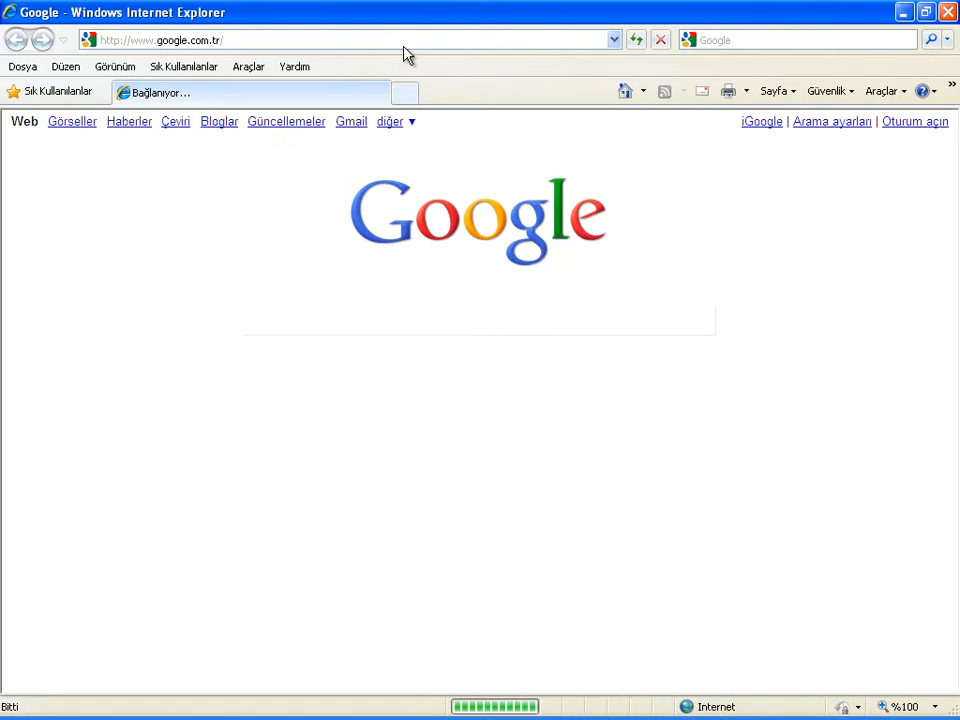 Google - Windows Internet Explorer
http://www.google.com.tr/
Google
Dosya Düzen Görünüm Sık Kullanılanlar Araçlar Yardım
Sık Kullanılanlar
Bağlanıyor...
Sayfa Güvenlik Araçlar
Web Görseller Haberler Çeviri Bloglar Güncellemeler Gmail diğer ▼
iGoogle | Arama ayarları | Oturum açın
Google
Bitti
Internet
%100